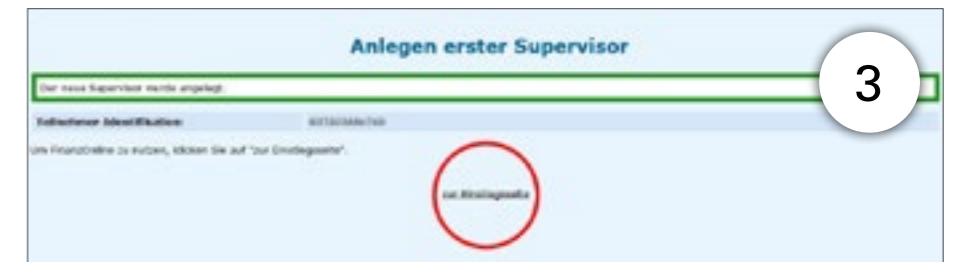 Anlegen erster Supervisor
3
Der neue Supervisor wurde angelegt.
Teilnehmer Identifikation:
Um FinanzOnline zu nutzen, klicken Sie auf "zur Einstiegsseite".
zur Einstiegsseite